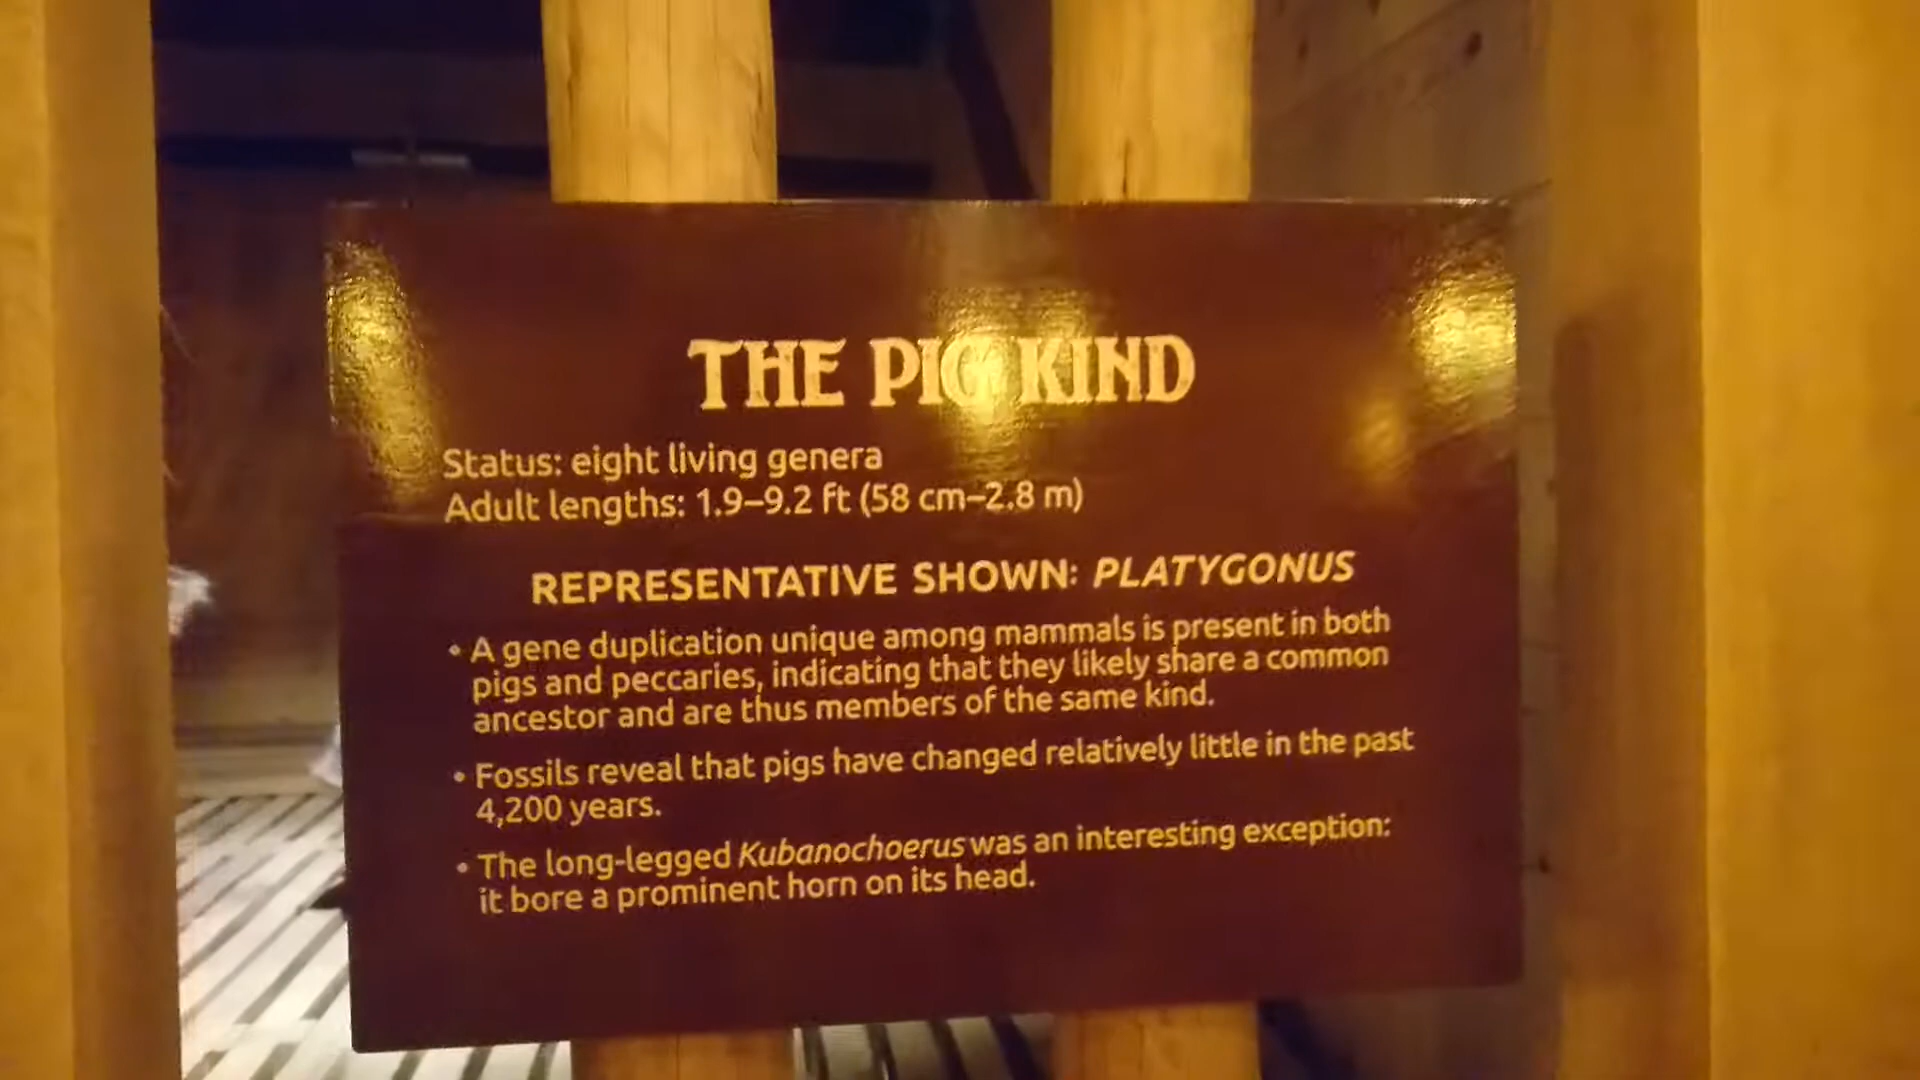 THE PIG KIND
Status: eight living genera
Adult lengths: 1.9–9.2 ft (58 cm–2.8 m)
REPRESENTATIVE SHOWN: PLATYGONUS
• A gene duplication unique among mammals is present in both
pigs and peccaries, indicating that they likely share a common
ancestor and are thus members of the same kind.
• Fossils reveal that pigs have changed relatively little in the past
4,200 years.
• The long-legged Kubanochoerus was an interesting exception:
it bore a prominent horn on its head.